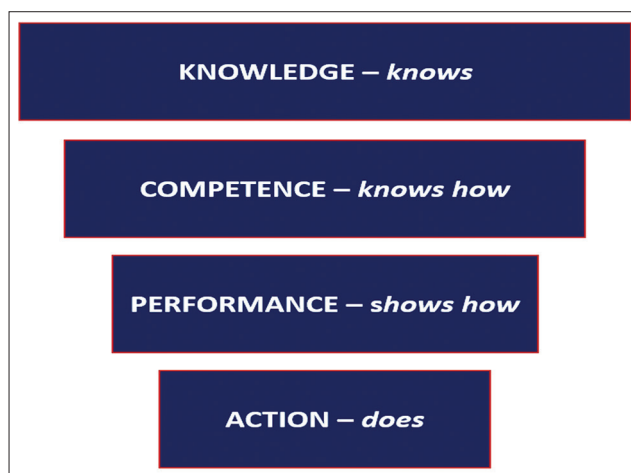 KNOWLEDGE – knows
COMPETENCE – knows how
PERFORMANCE – shows how
ACTION – does